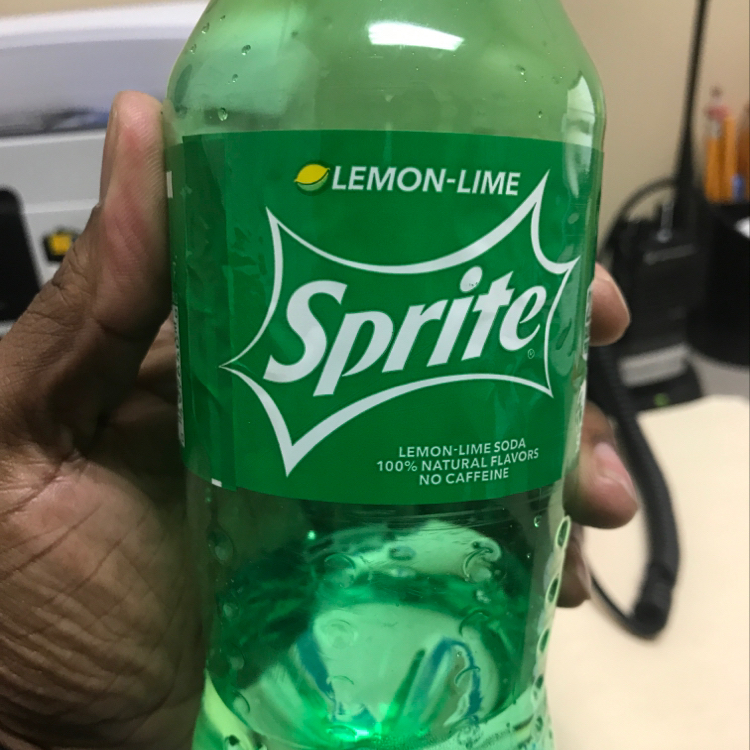 LEMON-LIME
Sprite
LEMON-LIME SODA
100% NATURAL FLAVORS
NO CAFFEINE